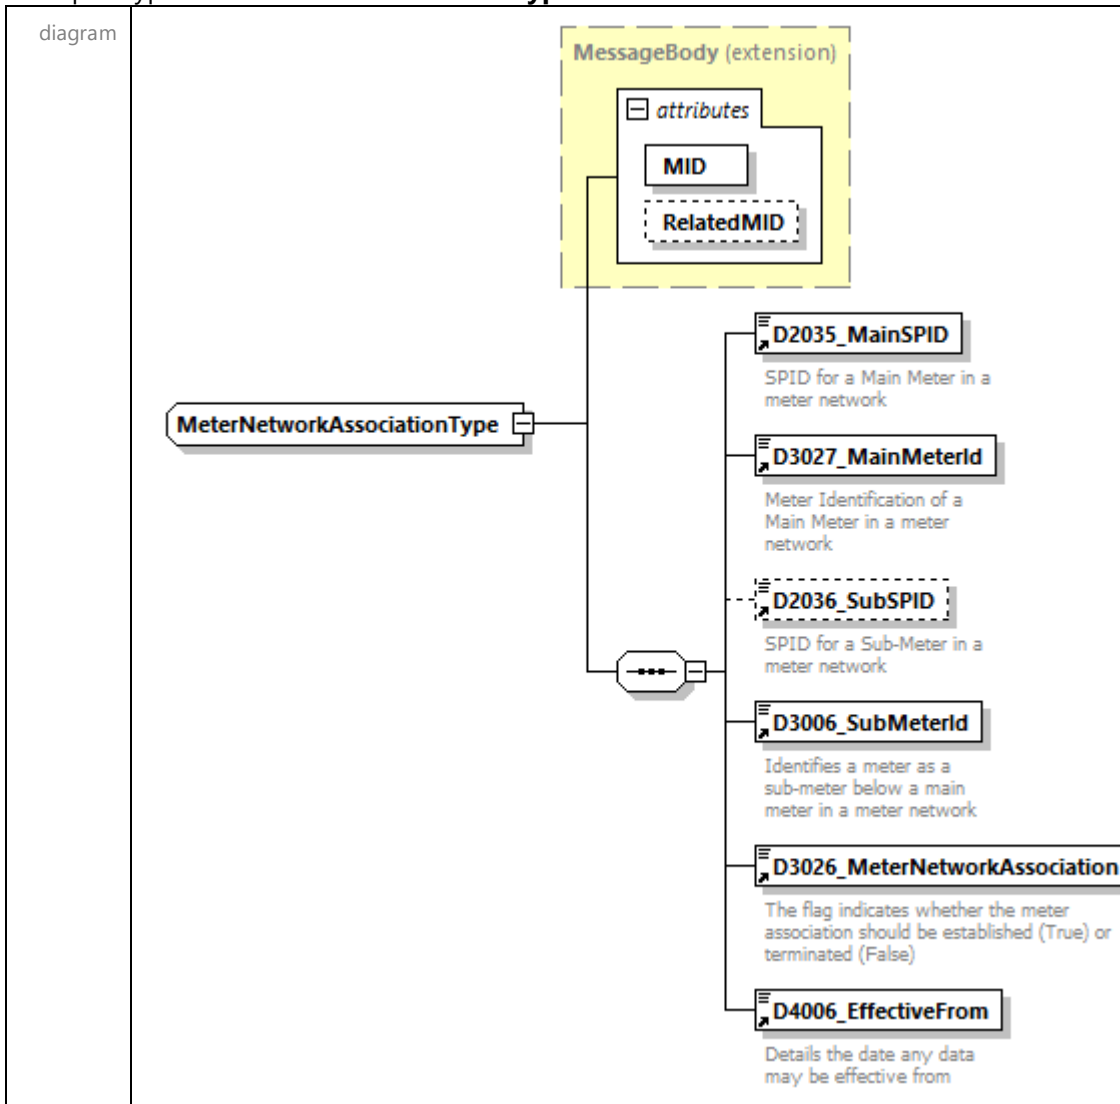 diagram
MessageBody (extension)
attributes
MID
RelatedMID
MeterNetworkAssociationType
D2035_MainSPID
SPID for a Main Meter in a
meter network
D3027_MainMeterId
Meter Identification of a
Main Meter in a meter
network
D2036_SubSPID
SPID for a Sub-Meter in a
meter network
D3006_SubMeterId
Identifies a meter as a
sub-meter below a main
meter in a meter network
D3026_MeterNetworkAssociation
The flag indicates whether the meter
association should be established (True) or
terminated (False)
D4006_EffectiveFrom
Details the date any data
may be effective from